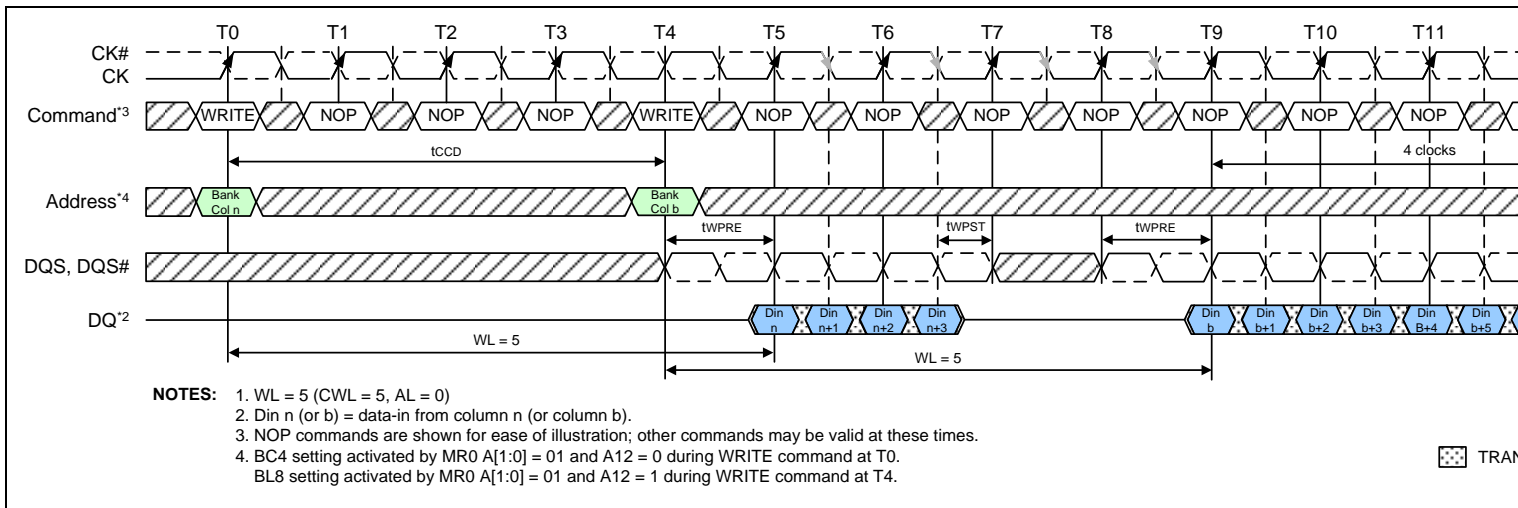 T0 T1 T2 T3 T4 T5 T6 T7 T8 T9 T10 T11
CK#
CK
Command*3 WRITE NOP NOP NOP WRITE NOP NOP NOP NOP NOP NOP NOP
tCCD 4 clocks
Address*4 Bank Col n Bank Col b
tWPRE tWPST tWPRE
DQS, DQS#
DQ*2 Din n Din n+1 Din n+2 Din n+3 Din b Din b+1 Din b+2 Din b+3 Din B+4 Din b+5
WL = 5 WL = 5
NOTES: 1. WL = 5 (CWL = 5, AL = 0)
2. Din n (or b) = data-in from column n (or column b).
3. NOP commands are shown for ease of illustration; other commands may be valid at these times.
4. BC4 setting activated by MR0 A[1:0] = 01 and A12 = 0 during WRITE command at T0.
BL8 setting activated by MR0 A[1:0] = 01 and A12 = 1 during WRITE command at T4.
TRAN